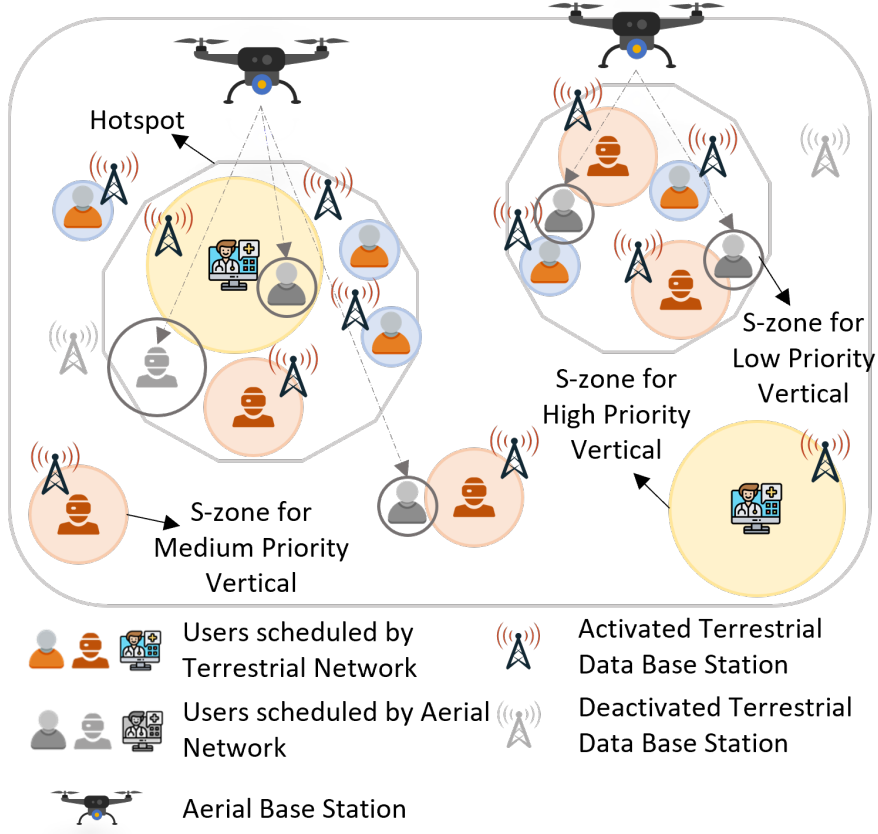 Hotspot
S-zone for
Low Priority
Vertical
S-zone for
High Priority
Vertical
S-zone for
Medium Priority
Vertical
Users scheduled by
Terrestrial Network
Activated Terrestrial
Data Base Station
Users scheduled by Aerial
Network
Deactivated Terrestrial
Data Base Station
Aerial Base Station